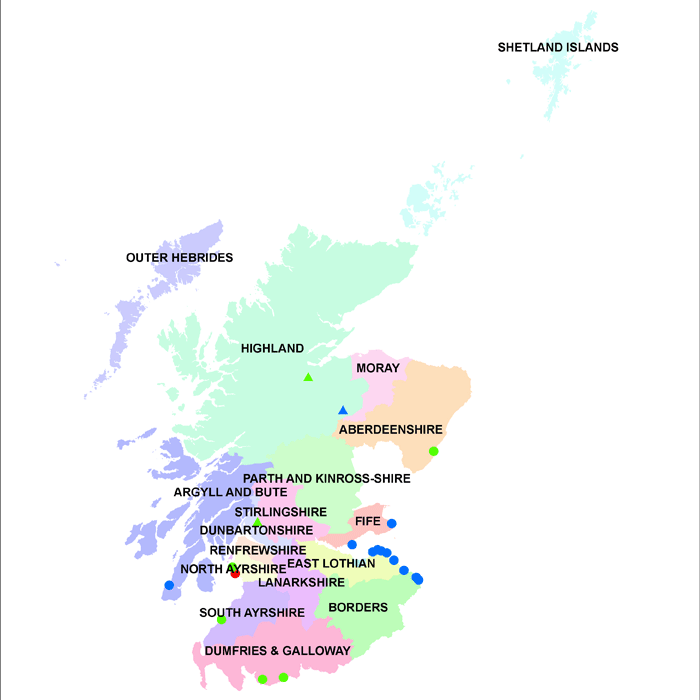 SHETLAND ISLANDS
OUTER HEBRIDES
HIGHLAND
MORAY
ABERDEENSHIRE
PARTH AND KINROSS-SHIRE
ARGYLL AND BUTE
STIRLINGSHIRE
FIFE
DUNBARTONSHIRE
RENFREWSHIRE
EAST LOTHIAN
NORTH AYRSHIRE
LANARKSHIRE
BORDERS
SOUTH AYRSHIRE
DUMFRIES & GALLOWAY